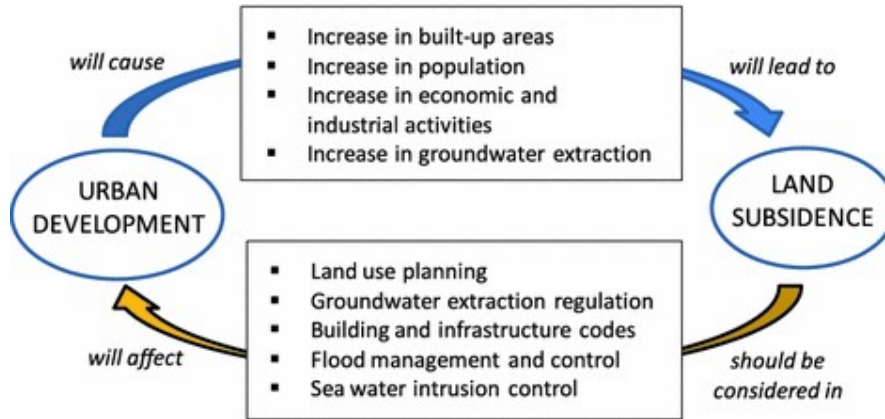 will cause
▪ Increase in built-up areas
▪ Increase in population
▪ Increase in economic and
industrial activities
▪ Increase in groundwater extraction
will lead to
URBAN
DEVELOPMENT
LAND
SUBSIDENCE
▪ Land use planning
▪ Groundwater extraction regulation
▪ Building and infrastructure codes
▪ Flood management and control
▪ Sea water intrusion control
will affect
should be
considered in